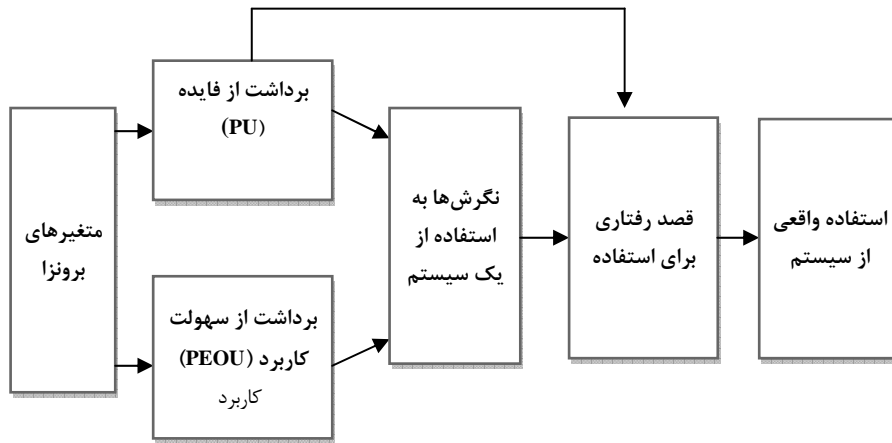 متغیرهای
برونزا
برداشت از فایده
(PU)
برداشت از سهولت
کاربرد (PEOU)
کاربرد
نگرش‌ها به
استفاده از
یک سیستم
قصد رفتاری
برای استفاده
استفاده واقعی
از سیستم